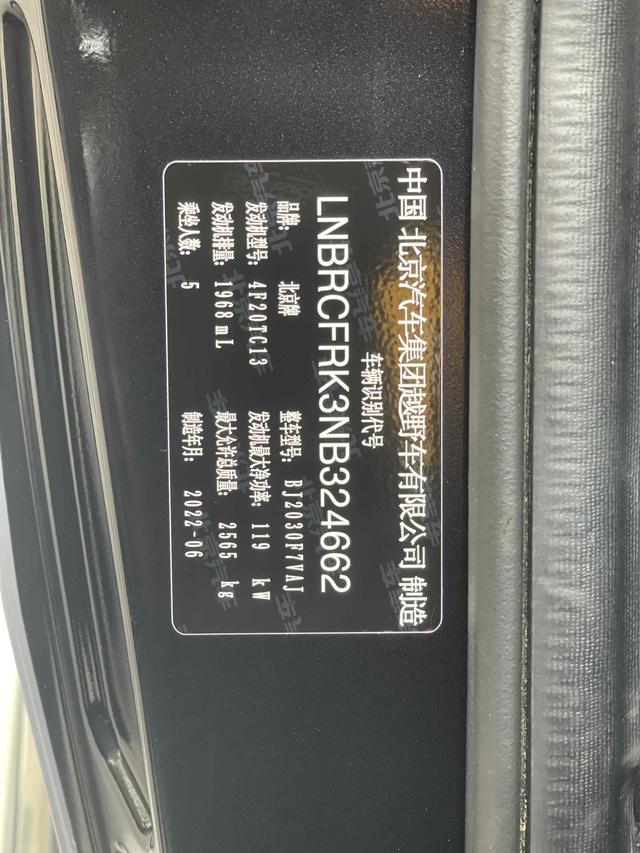 中国 北京汽车集团越野车有限公司 制造
车辆识别代号
LNBRCFRK3NB324662
品牌: 北京牌 整车型号: BJ2030F7VAJ
发动机型号: 4F20TC13 发动机最大净功率: 119 kW
发动机排量: 1968 mL 最大允许总质量: 2565 kg
乘坐人数: 5 制造年月: 2022-06